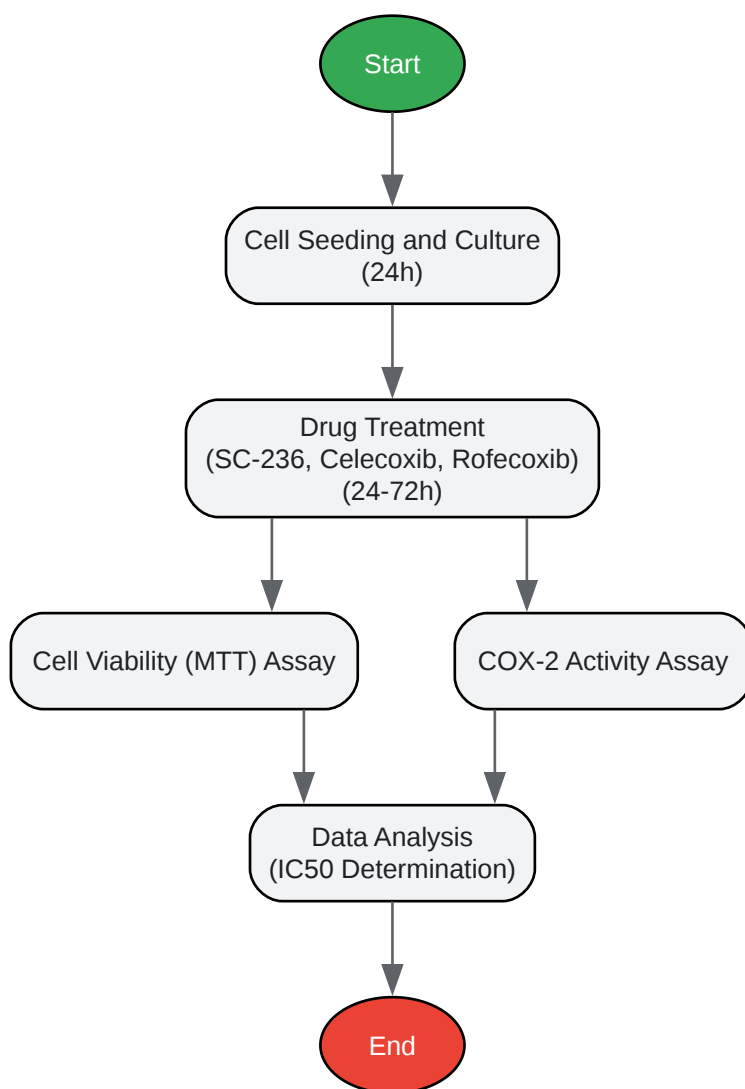 Start
Cell Seeding and Culture
(24h)
Drug Treatment
(SC-236, Celecoxib, Rofecoxib)
(24-72h)
Cell Viability (MTT) Assay
COX-2 Activity Assay
Data Analysis
(IC50 Determination)
End